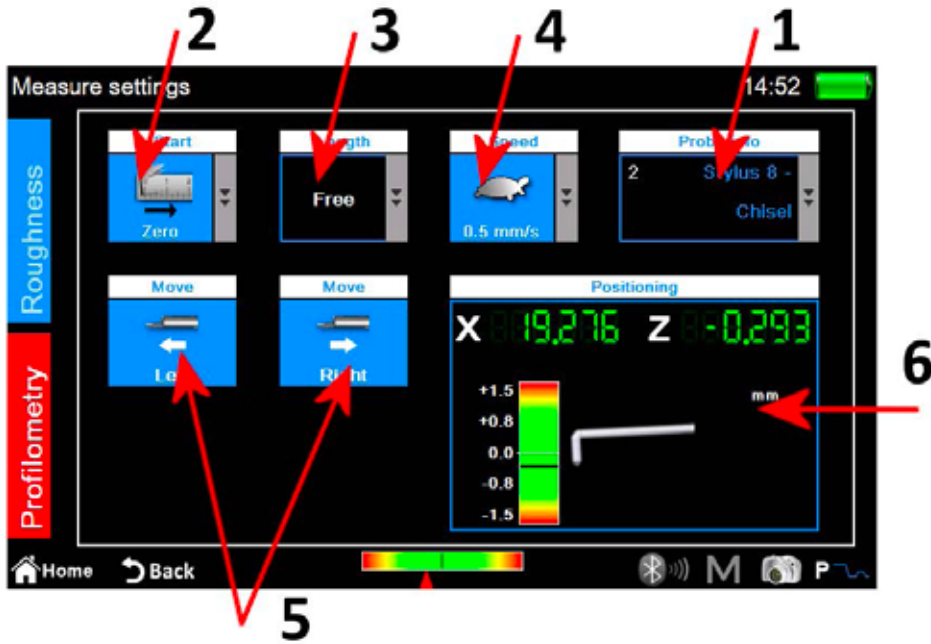 2 3 4 1
Measure settings 14:52
Roughness
Profilometry
Start
Zero
Length
Free
Speed
0.5 mm/s
Probe info
2 Stylus 8 -
Chisel
Move
Left
Move
Right
Positioning
X 19,276 Z -0,293
mm
+1.5
+0.8
0.0
-0.8
-1.5
6
Home Back M P
5